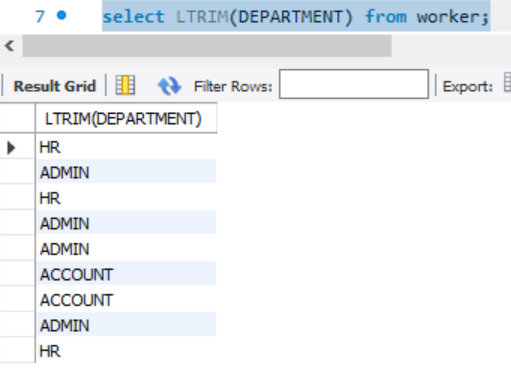 7 select LTRIM(DEPARTMENT) from worker;
Result Grid Filter Rows: Export:
LTRIM(DEPARTMENT)
HR
ADMIN
HR
ADMIN
ADMIN
ACCOUNT
ACCOUNT
ADMIN
HR